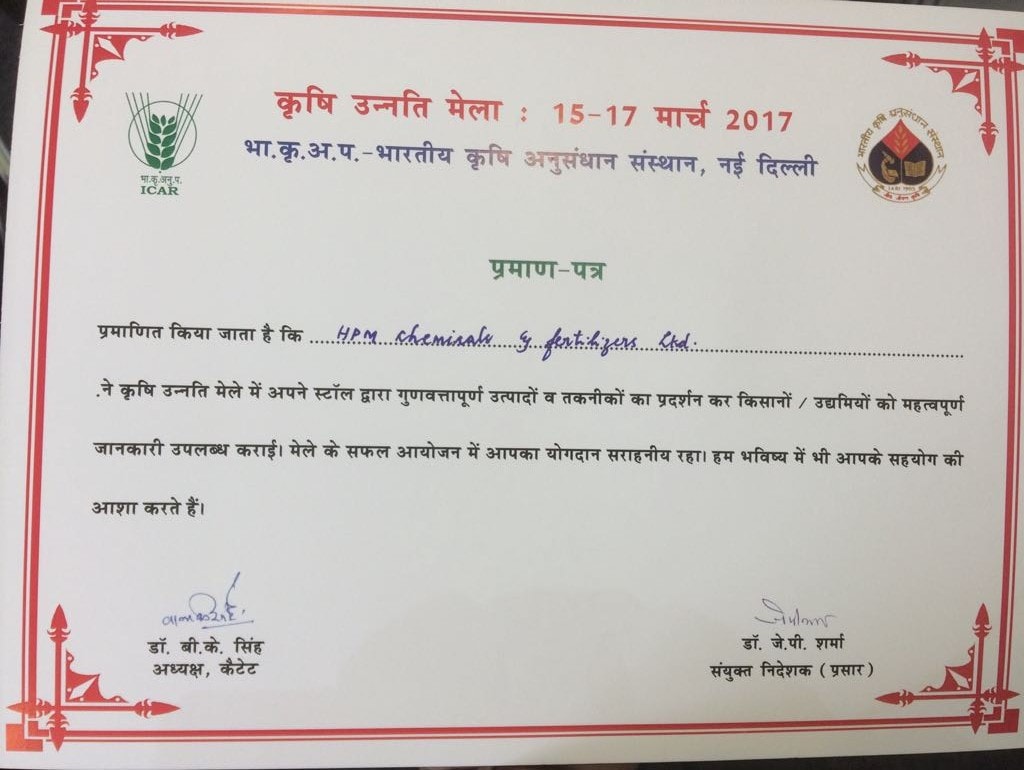 कृषि उन्नति मेला : 15-17 मार्च 2017
भा.कृ.अ.प.-भारतीय कृषि अनुसंधान संस्थान, नई दिल्ली
भा.कृ.अनु.प.
ICAR
भारतीय कृषि अनुसंधान संस्थान
प्रमाण-पत्र
प्रमाणित किया जाता है कि HPM Chemicals & fertilizers Ltd.
.ने कृषि उन्नति मेले में अपने स्टॉल द्वारा गुणवत्तापूर्ण उत्पादों व तकनीकों का प्रदर्शन कर किसानों / उद्यमियों को महत्वपूर्ण
जानकारी उपलब्ध कराई। मेले के सफल आयोजन में आपका योगदान सराहनीय रहा। हम भविष्य में भी आपके सहयोग की
आशा करते हैं।
डॉ. बी.के. सिंह
अध्यक्ष, कैटेट
डॉ. जे.पी. शर्मा
संयुक्त निदेशक (प्रसार)